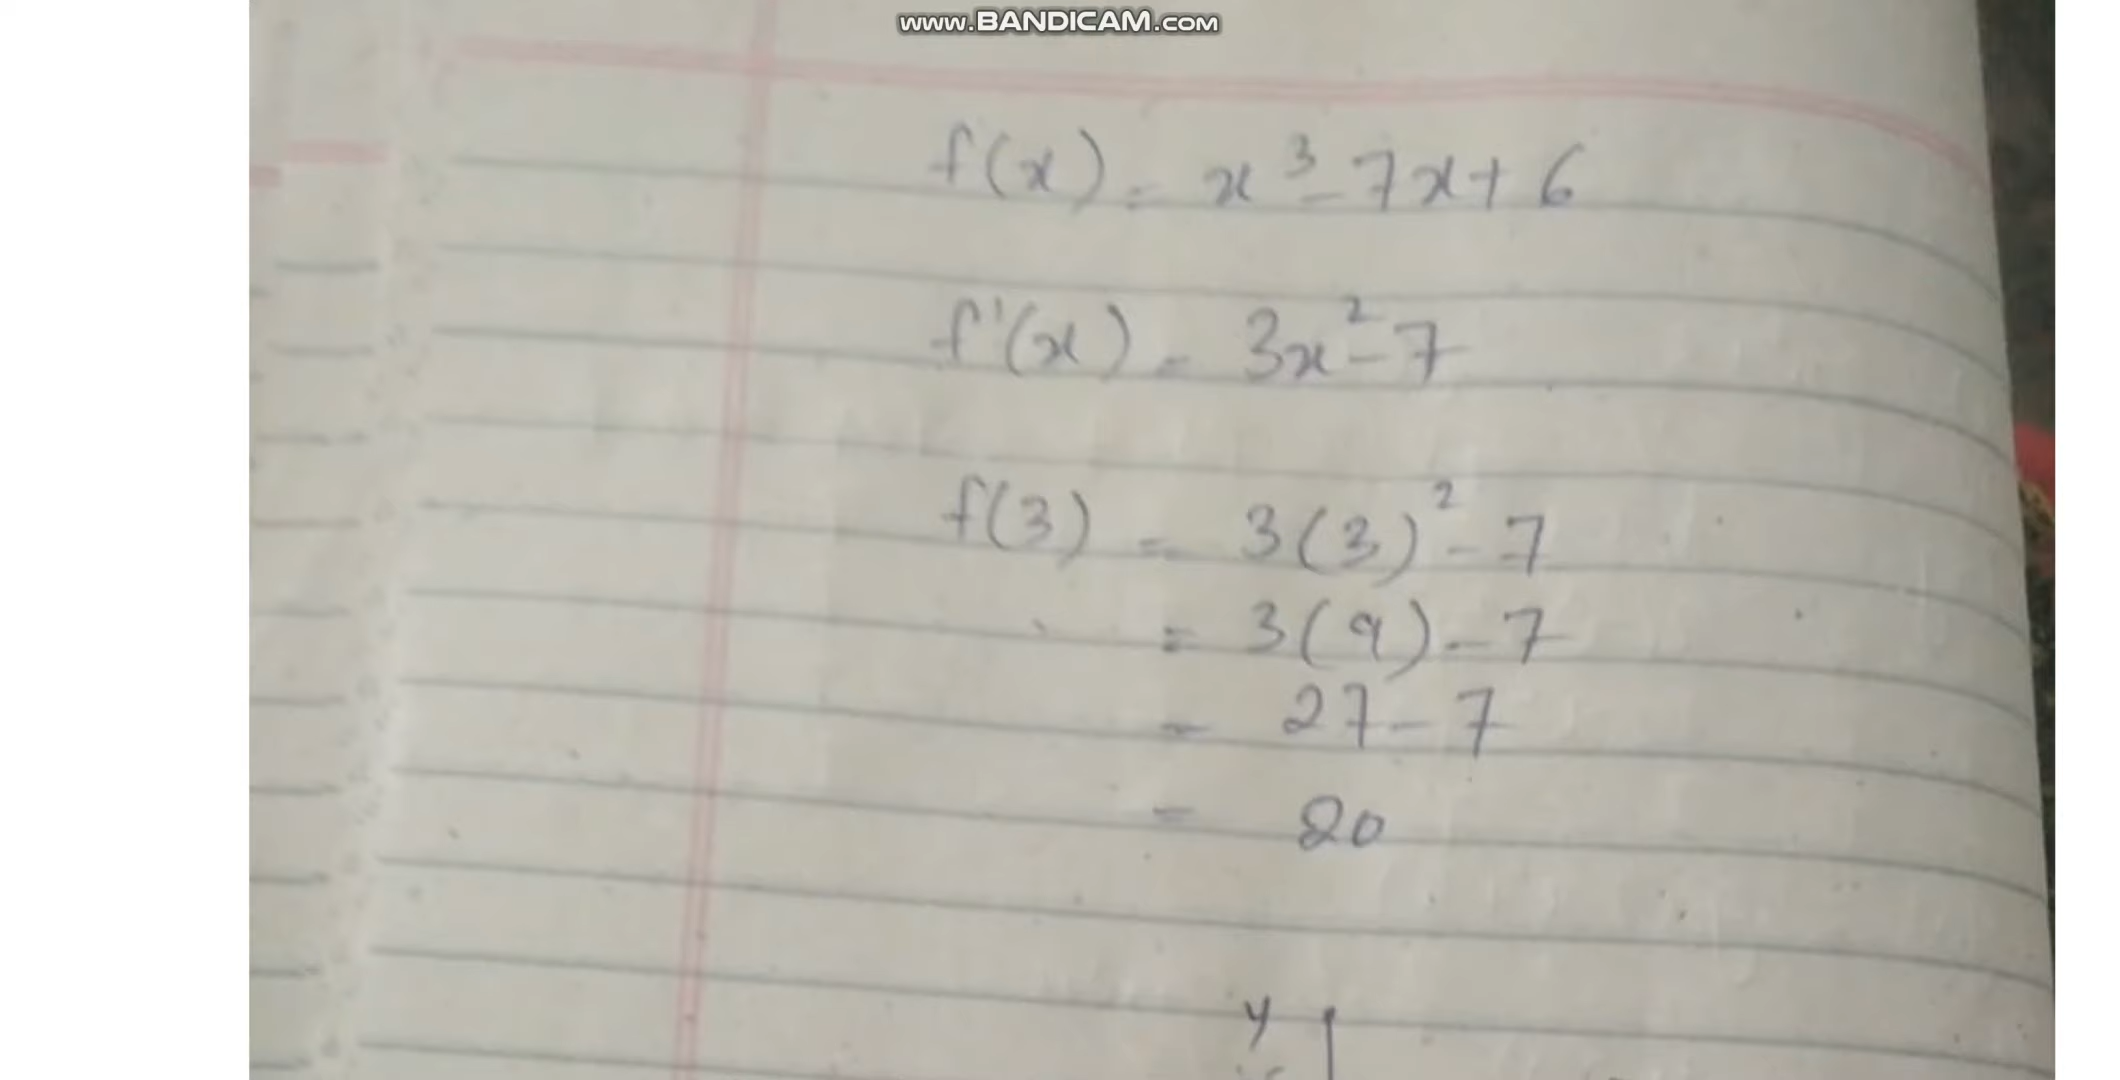 www.BANDICAM.com
f(x) = x³ - 7x + 6
f'(x) = 3x² - 7
f(3) = 3(3)² - 7
= 3(9) - 7
= 27 - 7
= 20
y